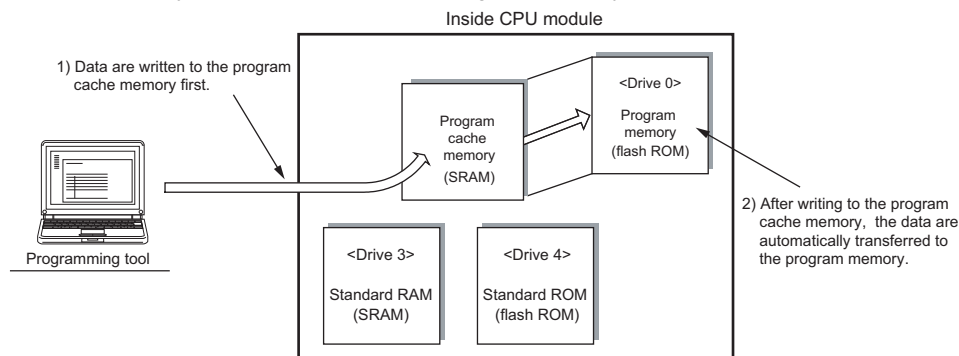 Inside CPU module
1) Data are written to the program
cache memory first.
Program
cache
memory
(SRAM)
<Drive 0>
Program
memory
(flash ROM)
2) After writing to the program
cache memory, the data are
automatically transferred to
the program memory.
Programming tool
<Drive 3>
Standard RAM
(SRAM)
<Drive 4>
Standard ROM
(flash ROM)